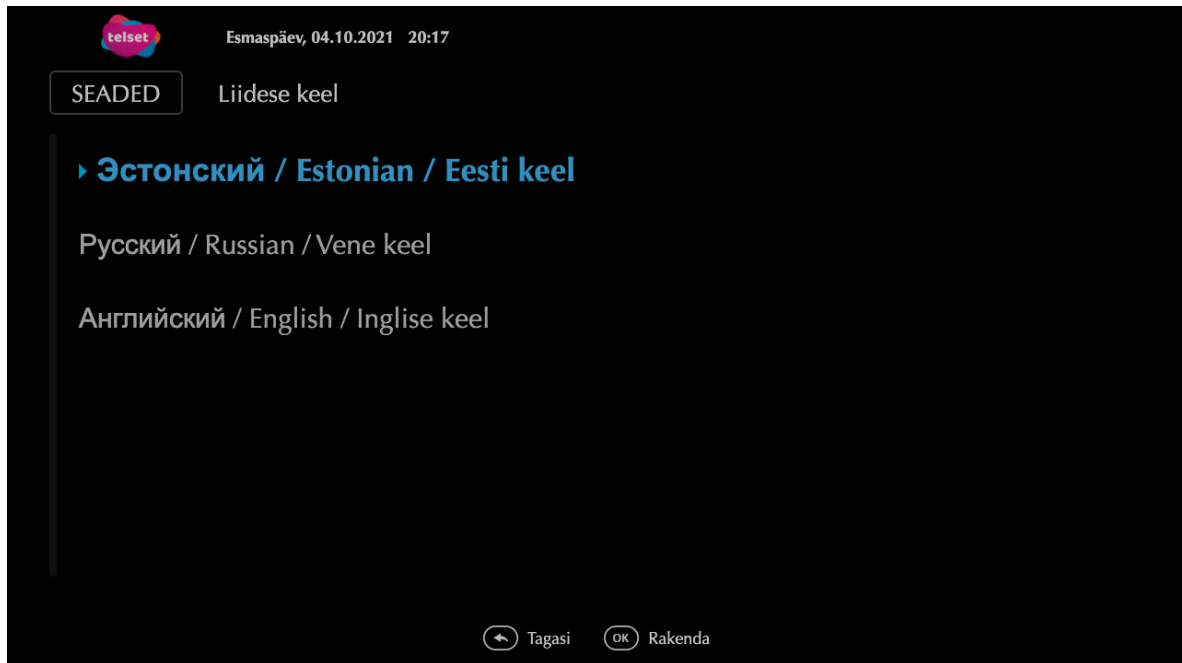 telset Esmaspäev, 04.10.2021 20:17
SEADED Liidese keel
Эстонский / Estonian / Eesti keel
Русский / Russian / Vene keel
Английский / English / Inglise keel
Tagasi OK Rakenda